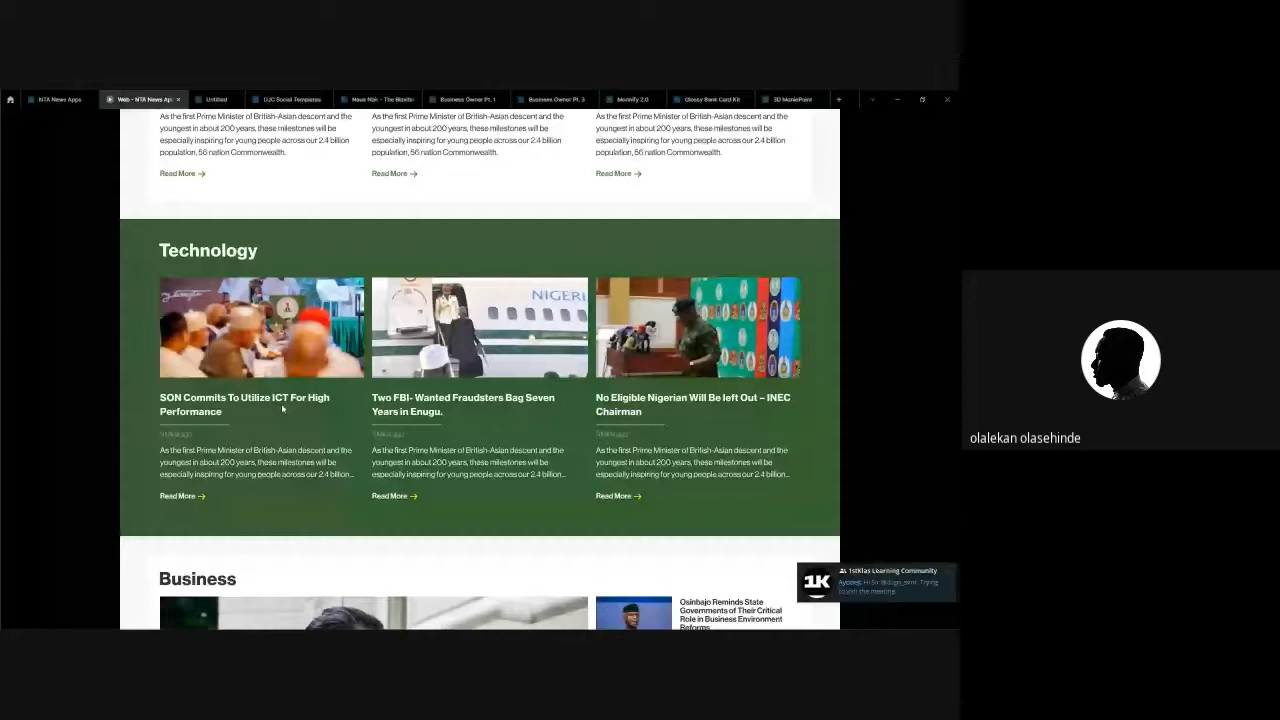 NTA News Apps
Web - NTA News Ap
Untitled
DJC Social Templates
Neue Noir - The Blaxtin
Business Owner Pt. 1
Business Owner Pt. 3
Monnify 2.0
Glossy Bank Card Kit
3D MoniePoint
As the first Prime Minister of British-Asian descent and the
youngest in about 200 years, these milestones will be
especially inspiring for young people across our 2.4 billion
population, 56 nation Commonwealth.
Read More
As the first Prime Minister of British-Asian descent and the
youngest in about 200 years, these milestones will be
especially inspiring for young people across our 2.4 billion
population, 56 nation Commonwealth.
Read More
As the first Prime Minister of British-Asian descent and the
youngest in about 200 years, these milestones will be
especially inspiring for young people across our 2.4 billion
population, 56 nation Commonwealth.
Read More
Technology
NIGERI
SON Commits To Utilize ICT For High
Performance
As the first Prime Minister of British-Asian descent and the
youngest in about 200 years, these milestones will be
especially inspiring for young people across our 2.4 billion...
Read More
Two FBI- Wanted Fraudsters Bag Seven
Years in Enugu.
As the first Prime Minister of British-Asian descent and the
youngest in about 200 years, these milestones will be
especially inspiring for young people across our 2.4 billion...
Read More
No Eligible Nigerian Will Be left Out – INEC
Chairman
As the first Prime Minister of British-Asian descent and the
youngest in about 200 years, these milestones will be
especially inspiring for young people across our 2.4 billion...
Read More
Business
Osinbajo Reminds State
Governments of Their Critical
Role in Business Environment
Reforms
1K
1stKlas Learning Community
Hi Sir Trying
to join the meeting.
olalekan olasehinde